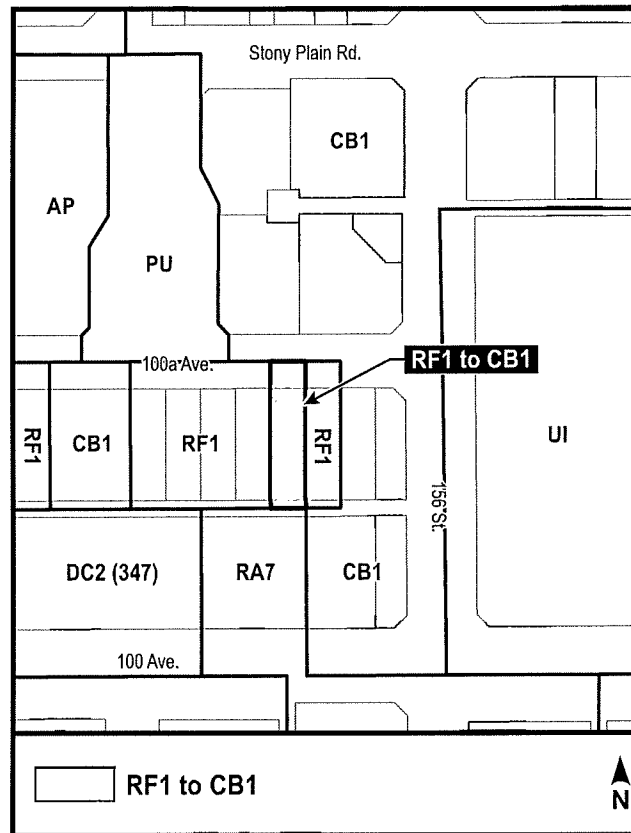 Stony Plain Rd.
CB1
AP
PU
100a Ave.
RF1 to CB1
RF1
CB1
RF1
RF1
UI
156 St.
DC2 (347)
RA7
CB1
100 Ave.
RF1 to CB1
N